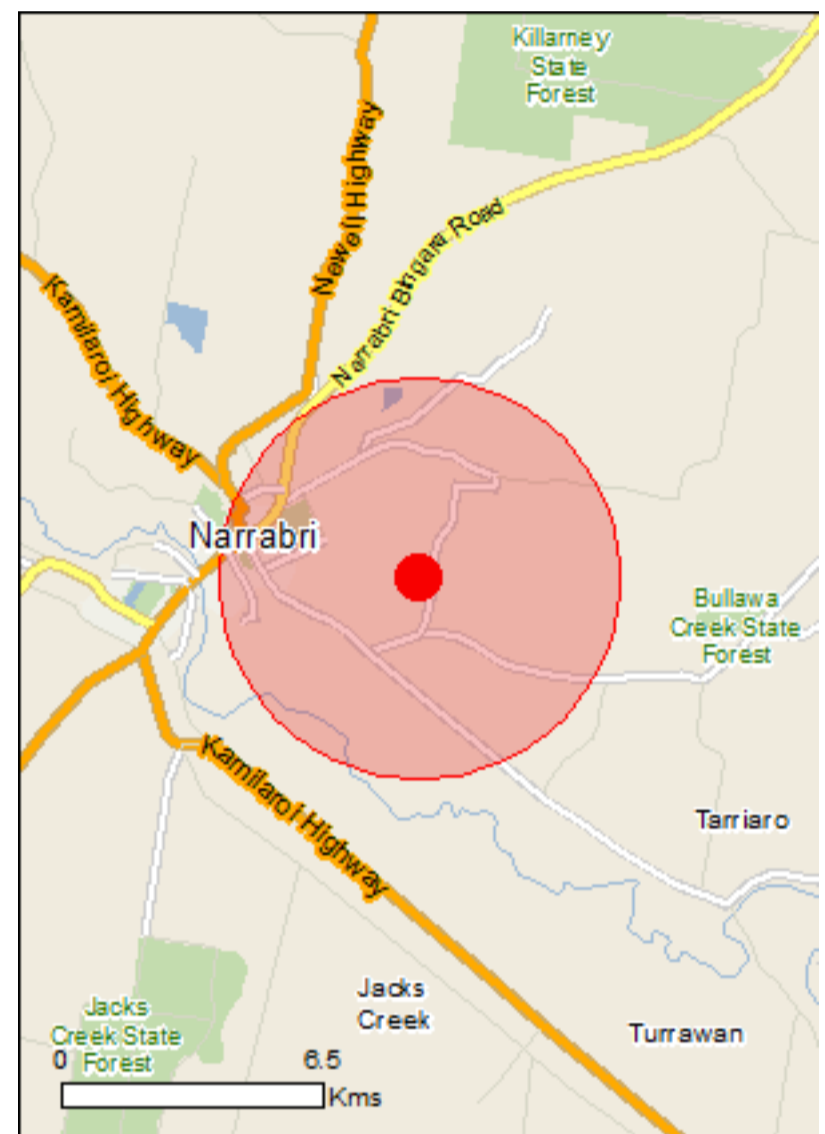 Killarney
State
Forest
Newell Highway
Kamilaroi Highway
Narrabri Bingara Road
Narrabri
Bullawa
Creek State
Forest
Kamilaroi Highway
Tarriaro
Jacks
Creek
Jacks
Creek State
Forest
Turrawan
0 6.5
Kms